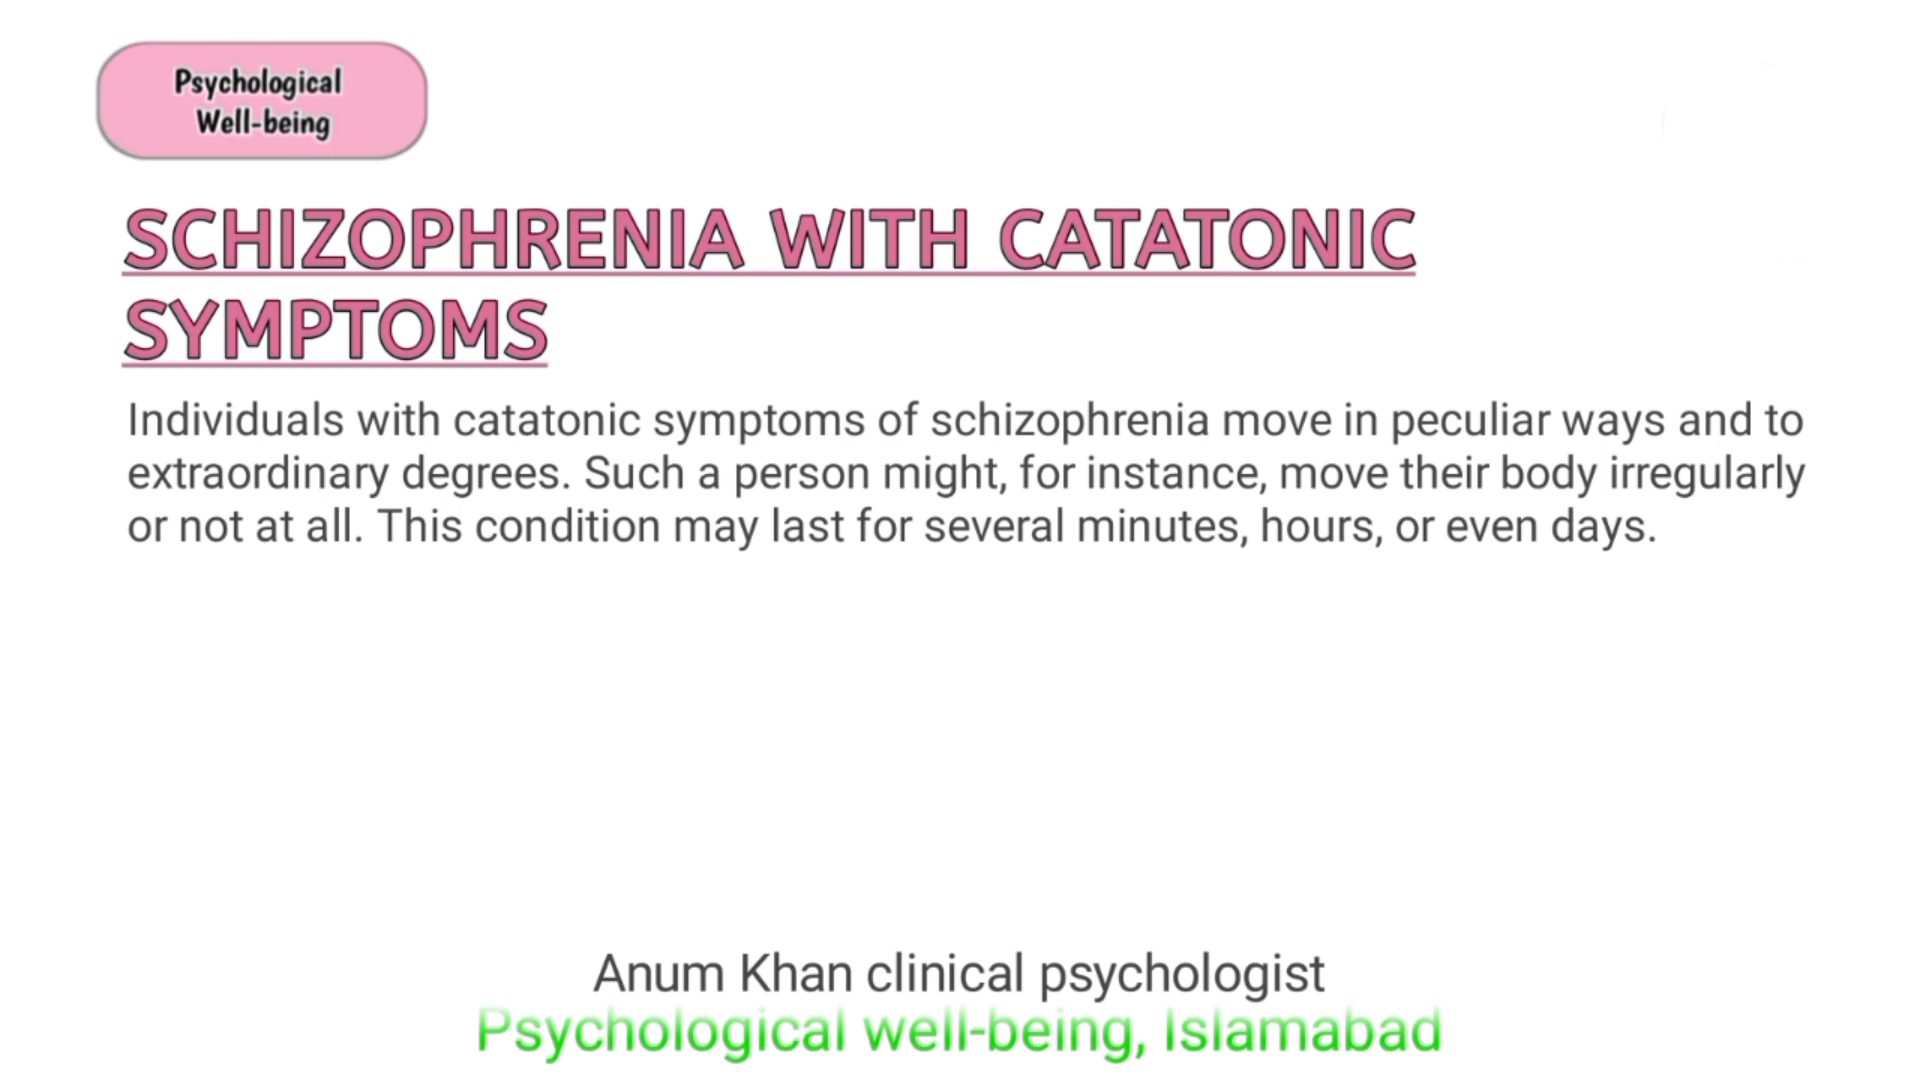 Psychological
Well-being
SCHIZOPHRENIA WITH CATATONIC
SYMPTOMS
Individuals with catatonic symptoms of schizophrenia move in peculiar ways and to
extraordinary degrees. Such a person might, for instance, move their body irregularly
or not at all. This condition may last for several minutes, hours, or even days.
Anum Khan clinical psychologist
Psychological well-being, Islamabad